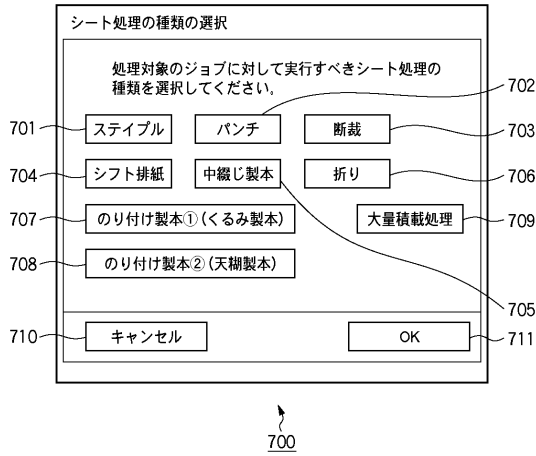 シート処理の種類の選択
処理対象のジョブに対して実行すべきシート処理の
種類を選択してください。
702
701 ステイプル パンチ 断裁 703
704 シフト排紙 中綴じ製本 折り 706
707 のり付け製本①(くるみ製本) 大量積載処理 709
708 のり付け製本②(天糊製本)
705
710 キャンセル OK 711
700